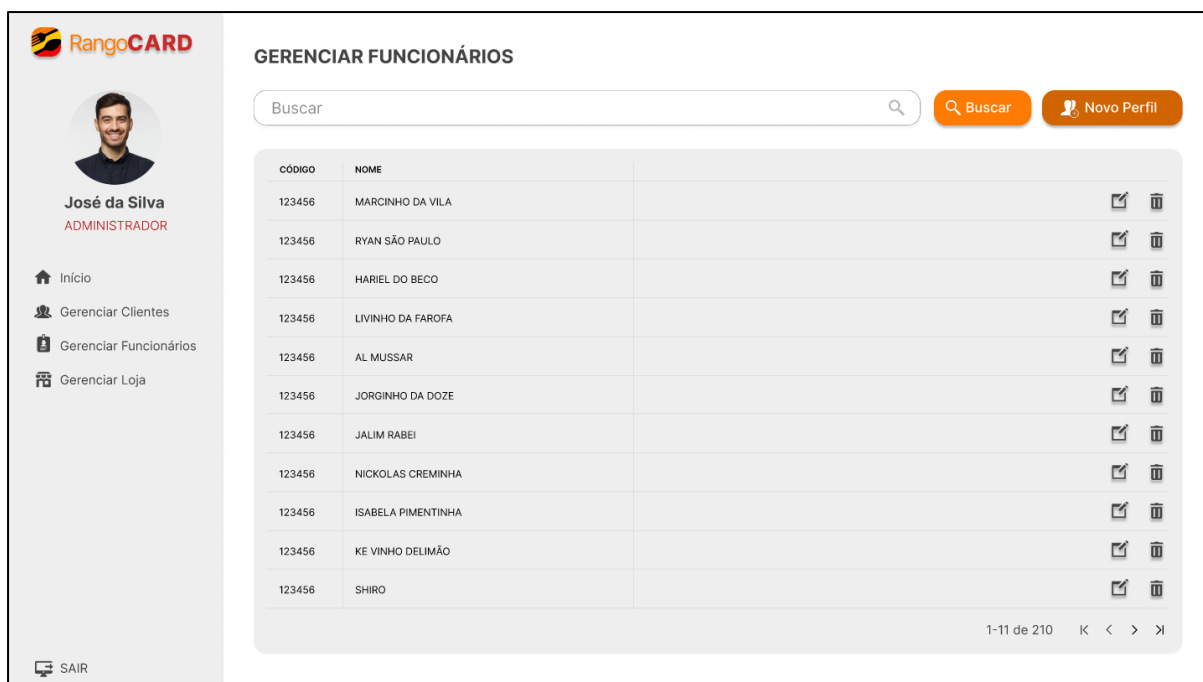 RangoCARD
José da Silva
ADMINISTRADOR
Início
Gerenciar Clientes
Gerenciar Funcionários
Gerenciar Loja
SAIR
GERENCIAR FUNCIONÁRIOS
Buscar Buscar Novo Perfil
CÓDIGO NOME
123456 MARCINHO DA VILA
123456 RYAN SÃO PAULO
123456 HARIEL DO BECO
123456 LIVINHO DA FAROFA
123456 AL MUSSAR
123456 JORGINHO DA DOZE
123456 JALIM RABEI
123456 NICKOLAS CREMINHA
123456 ISABELA PIMENTINHA
123456 KE VINHO DELIMÃO
123456 SHIRO
1-11 de 210